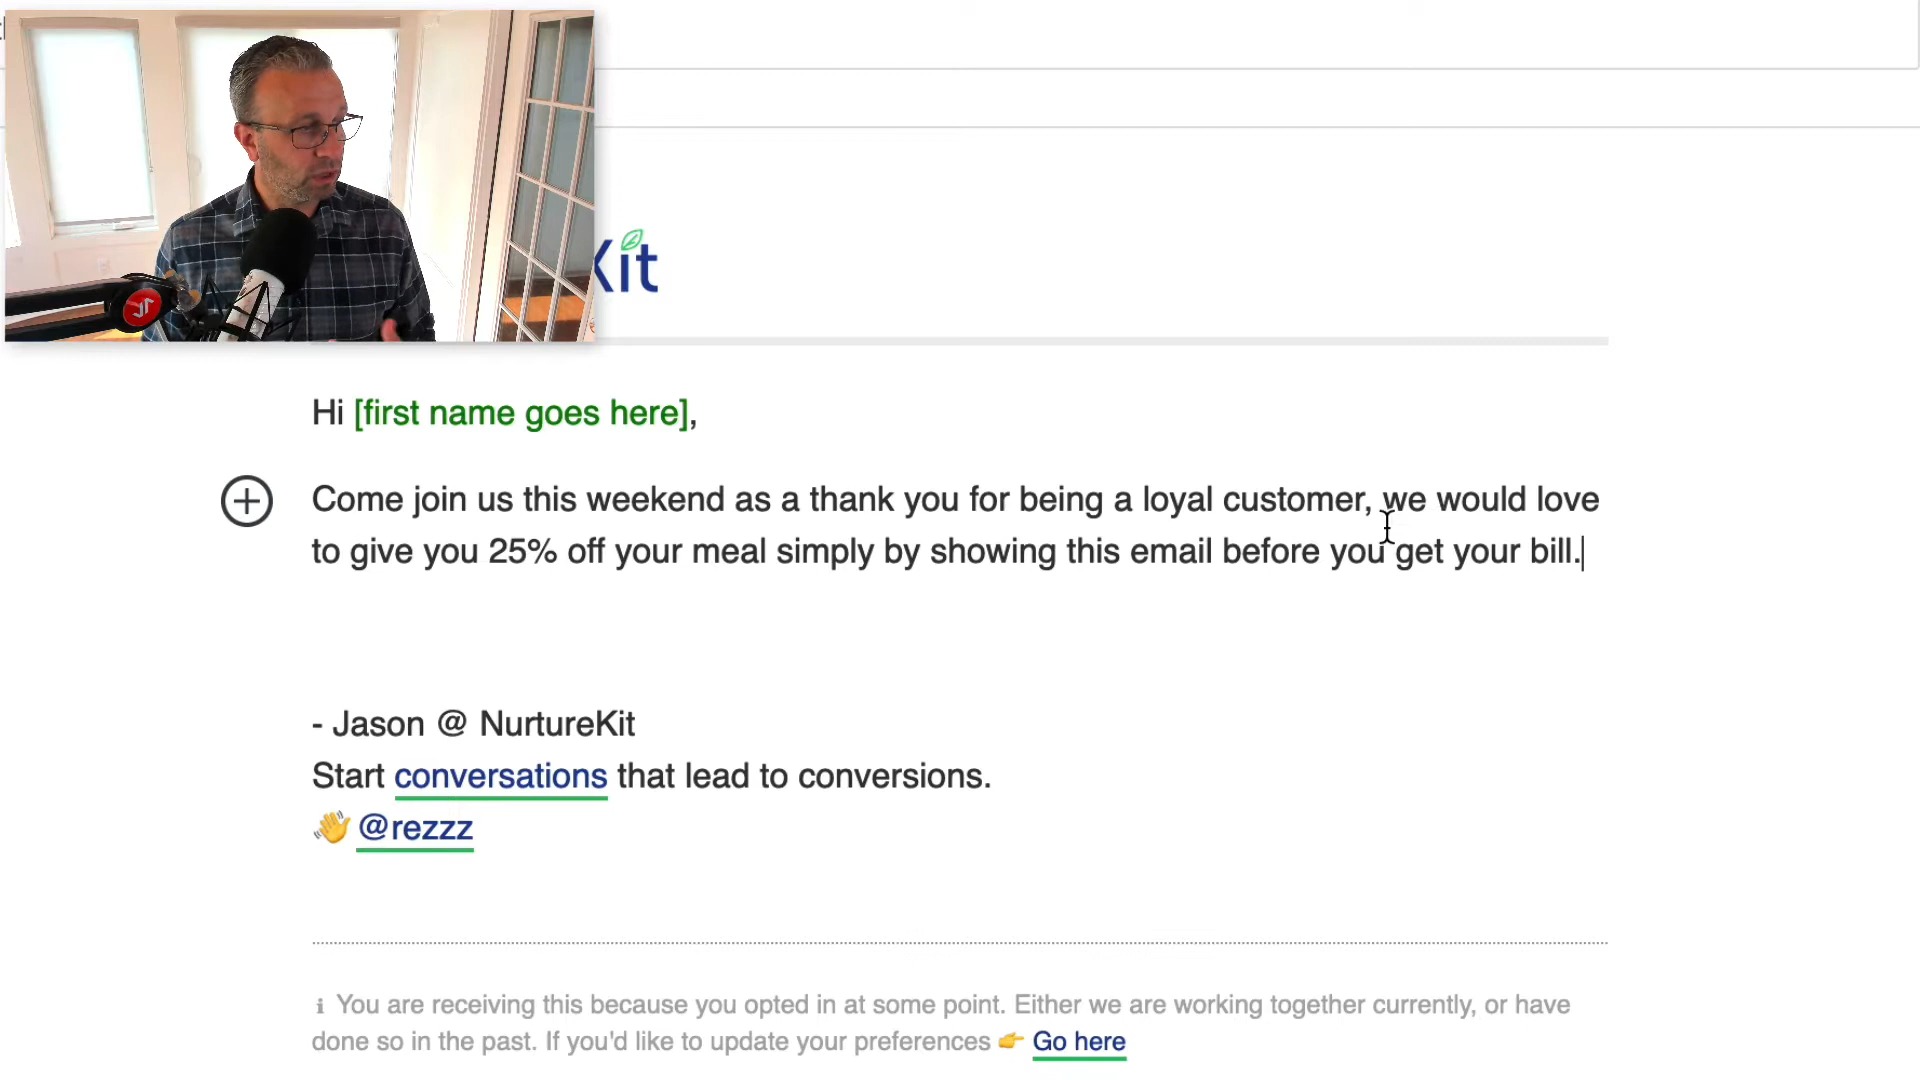 Kit
Hi [first name goes here],
Come join us this weekend as a thank you for being a loyal customer, we would love
to give you 25% off your meal simply by showing this email before you get your bill.
- Jason @ NurtureKit
Start conversations that lead to conversions.
👋 @rezzz
ℹ You are receiving this because you opted in at some point. Either we are working together currently, or have
done so in the past. If you'd like to update your preferences 👉 Go here